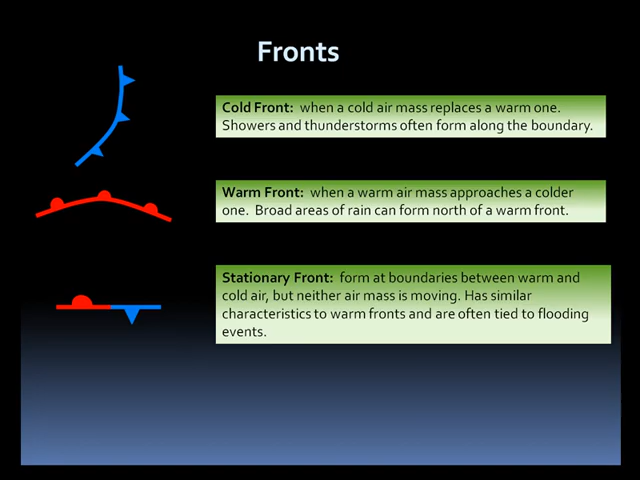 Fronts
Cold Front:  when a cold air mass replaces a warm one.
Showers and thunderstorms often form along the boundary.
Warm Front:  when a warm air mass approaches a colder
one.  Broad areas of rain can form north of a warm front.
Stationary Front:  form at boundaries between warm and
cold air, but neither air mass is moving. Has similar
characteristics to warm fronts and are often tied to flooding
events.